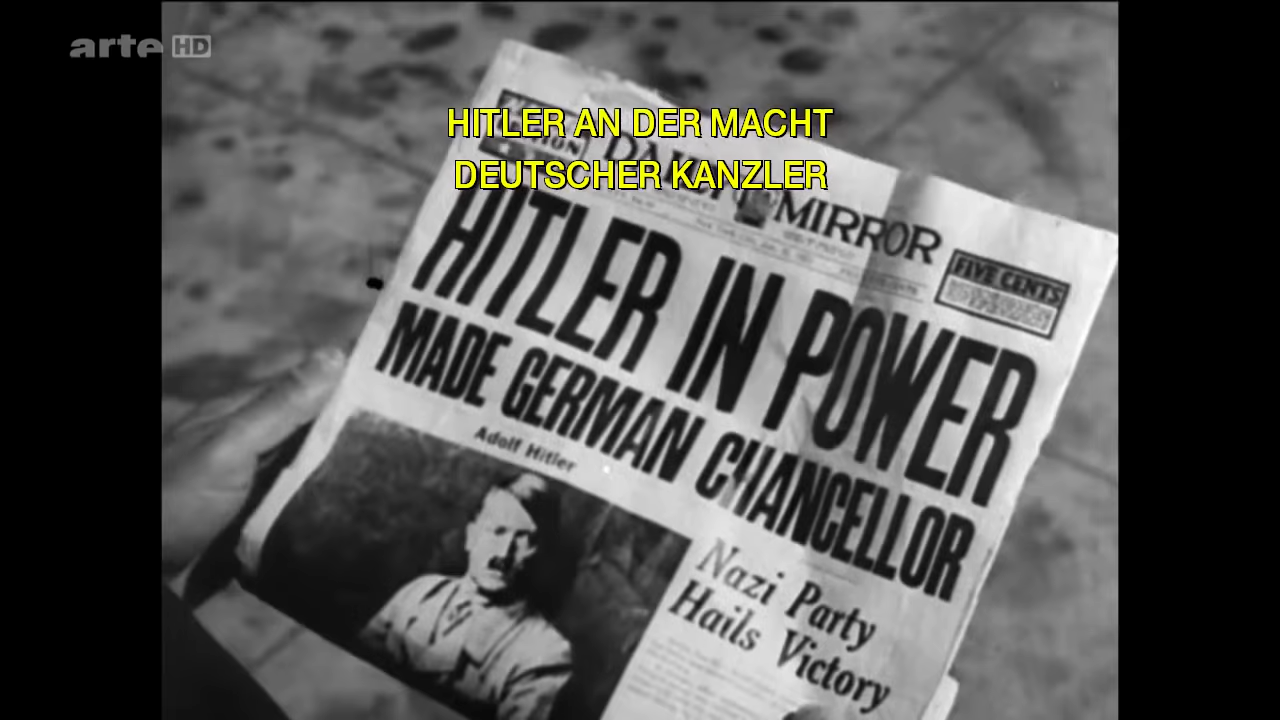 arte HD
HITLER AN DER MACHT
DEUTSCHER KANZLER
DAILY MIRROR
FIVE CENTS
HITLER IN POWER
MADE GERMAN CHANCELLOR
Adolf Hitler
Nazi Party
Hails Victory